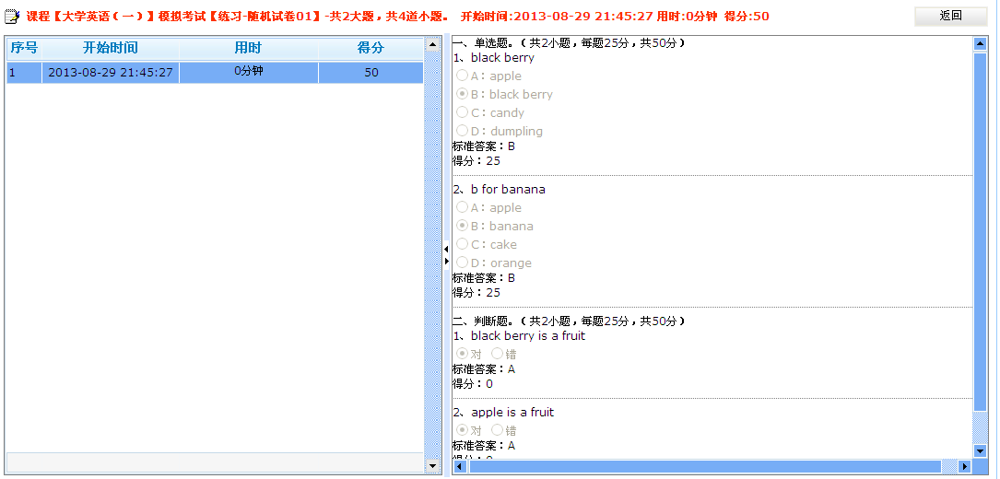 课程【大学英语（一）】模拟考试【练习-随机试卷01】-共2大题，共4道小题。 开始时间:2013-08-29 21:45:27 用时:0分钟 得分:50
返回
序号 开始时间 用时 得分
1 2013-08-29 21:45:27 0分钟 50
一、单选题。（共2小题，每题25分，共50分）
1、black berry
A：apple
B：black berry
C：candy
D：dumpling
标准答案：B
得分：25
2、b for banana
A：apple
B：banana
C：cake
D：orange
标准答案：B
得分：25
二、判断题。（共2小题，每题25分，共50分）
1、black berry is a fruit
对 错
标准答案：A
得分：0
2、apple is a fruit
对 错
标准答案：A
得分：0